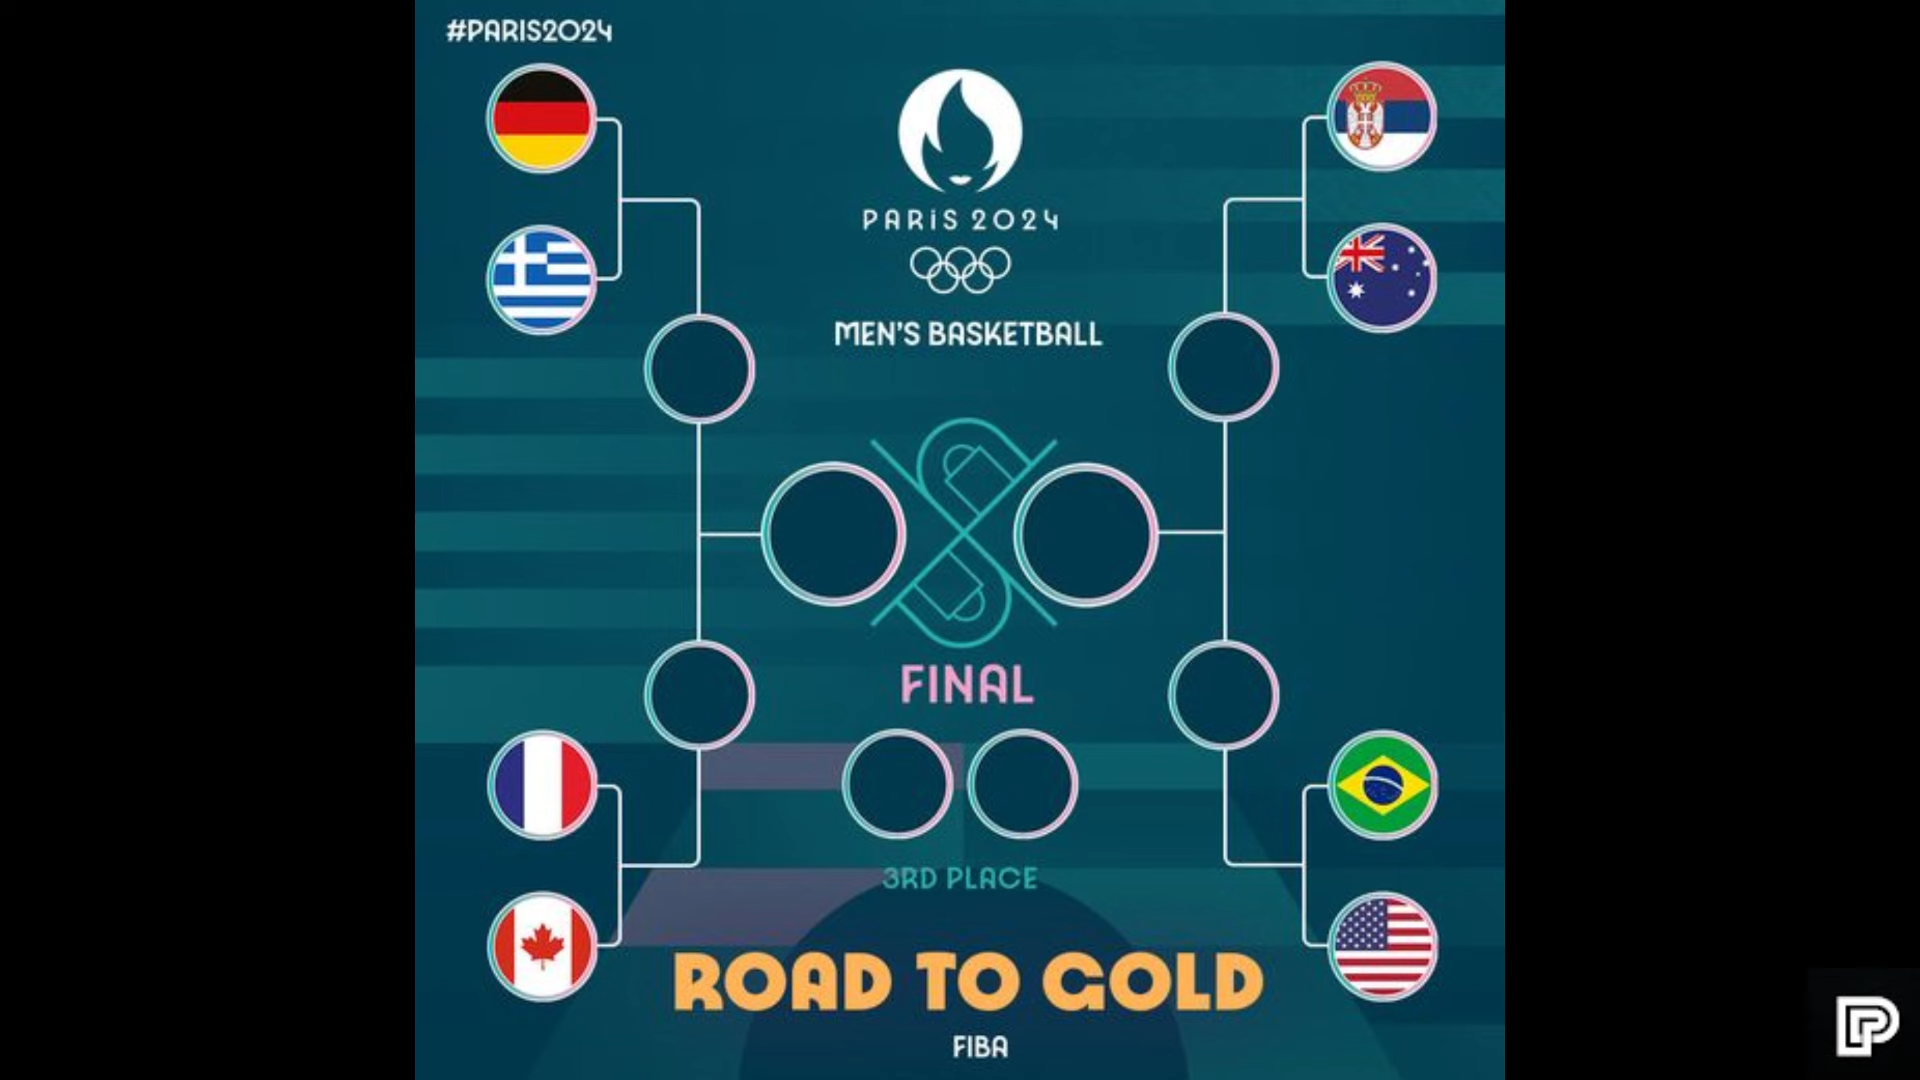 #PARIS2024
PARIS 2024
MEN'S BASKETBALL
FINAL
3RD PLACE
ROAD TO GOLD
FIBA